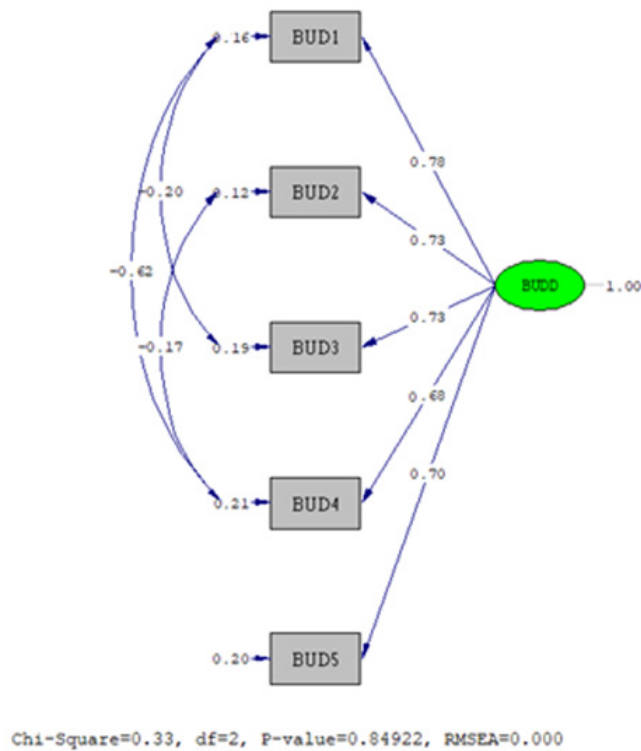 0.16
BUD1
0.78
-0.20
0.12
BUD2
0.73
-0.62
BUDD
1.00
0.73
-0.17
0.19
BUD3
0.68
0.70
0.21
BUD4
0.20
BUD5
Chi-Square=0.33, df=2, P-value=0.84922, RMSEA=0.000